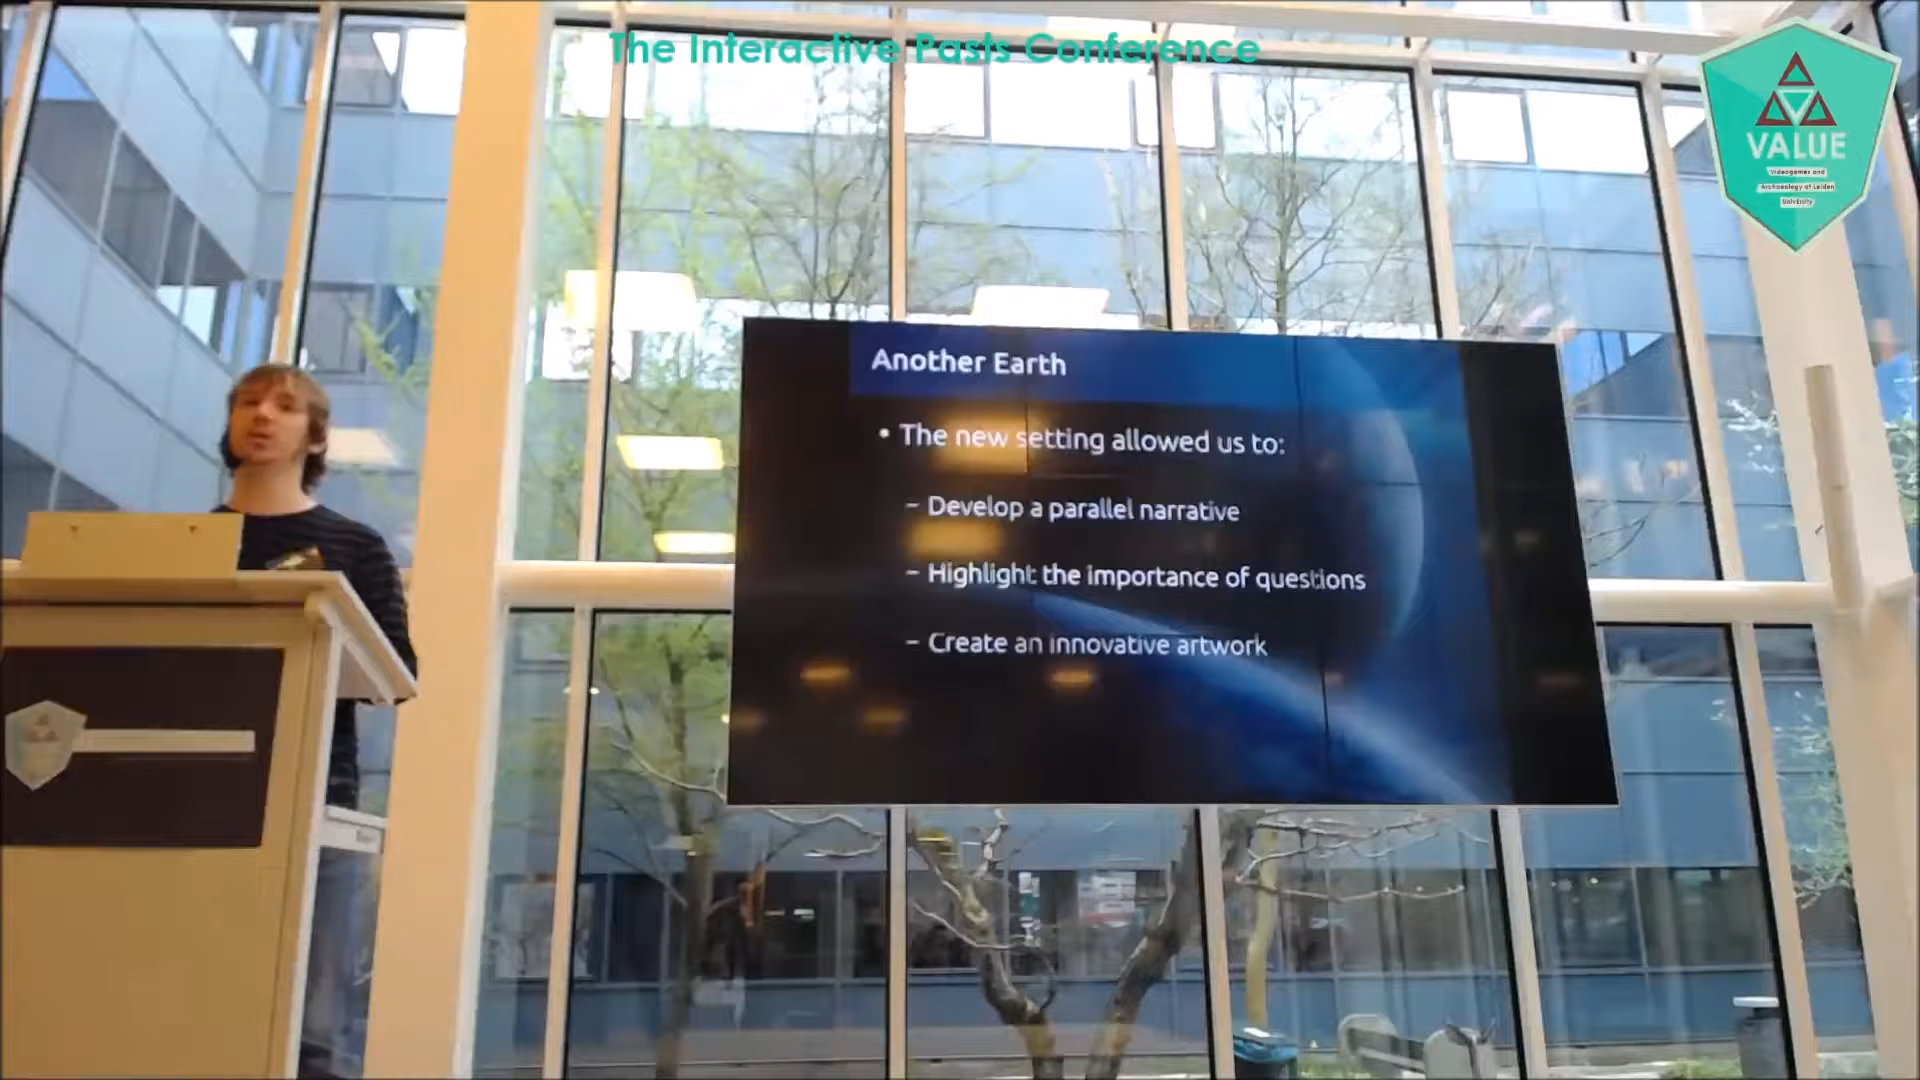 The Interactive Pasts Conference
VALUE
Videogames and
Archaeology at Leiden
University
Another Earth
• The new setting allowed us to:
– Develop a parallel narrative
– Highlight the importance of questions
– Create an innovative artwork